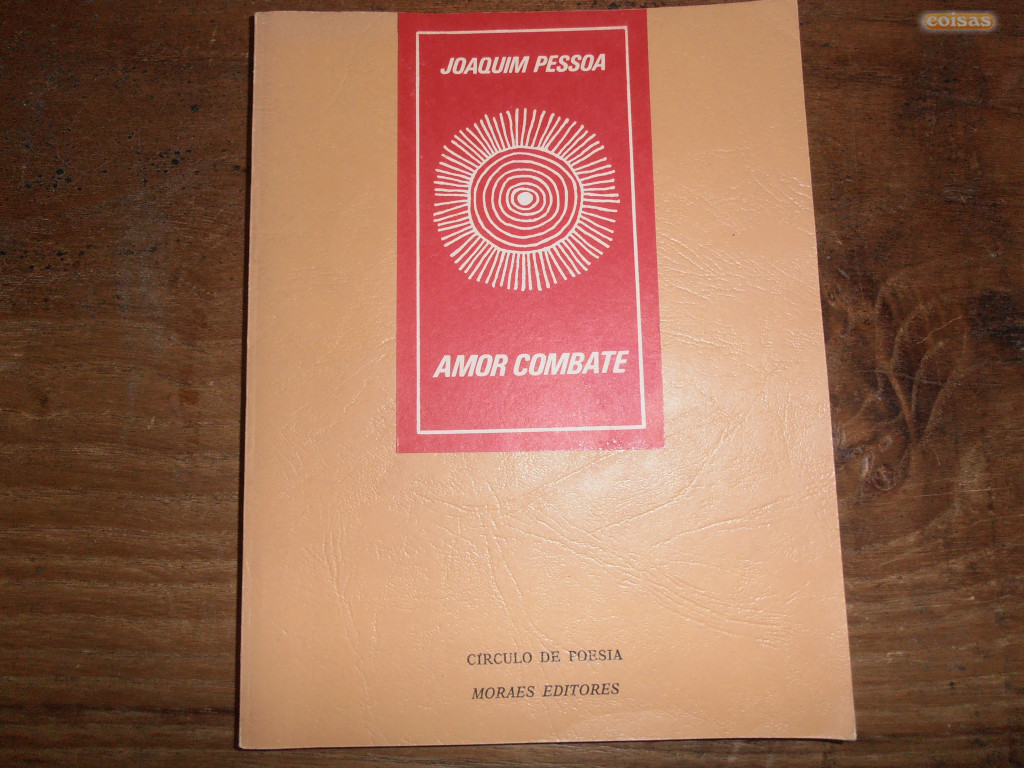 coisas
JOAQUIM PESSOA
AMOR COMBATE
CÍRCULO DE POESIA
MORAES EDITORES